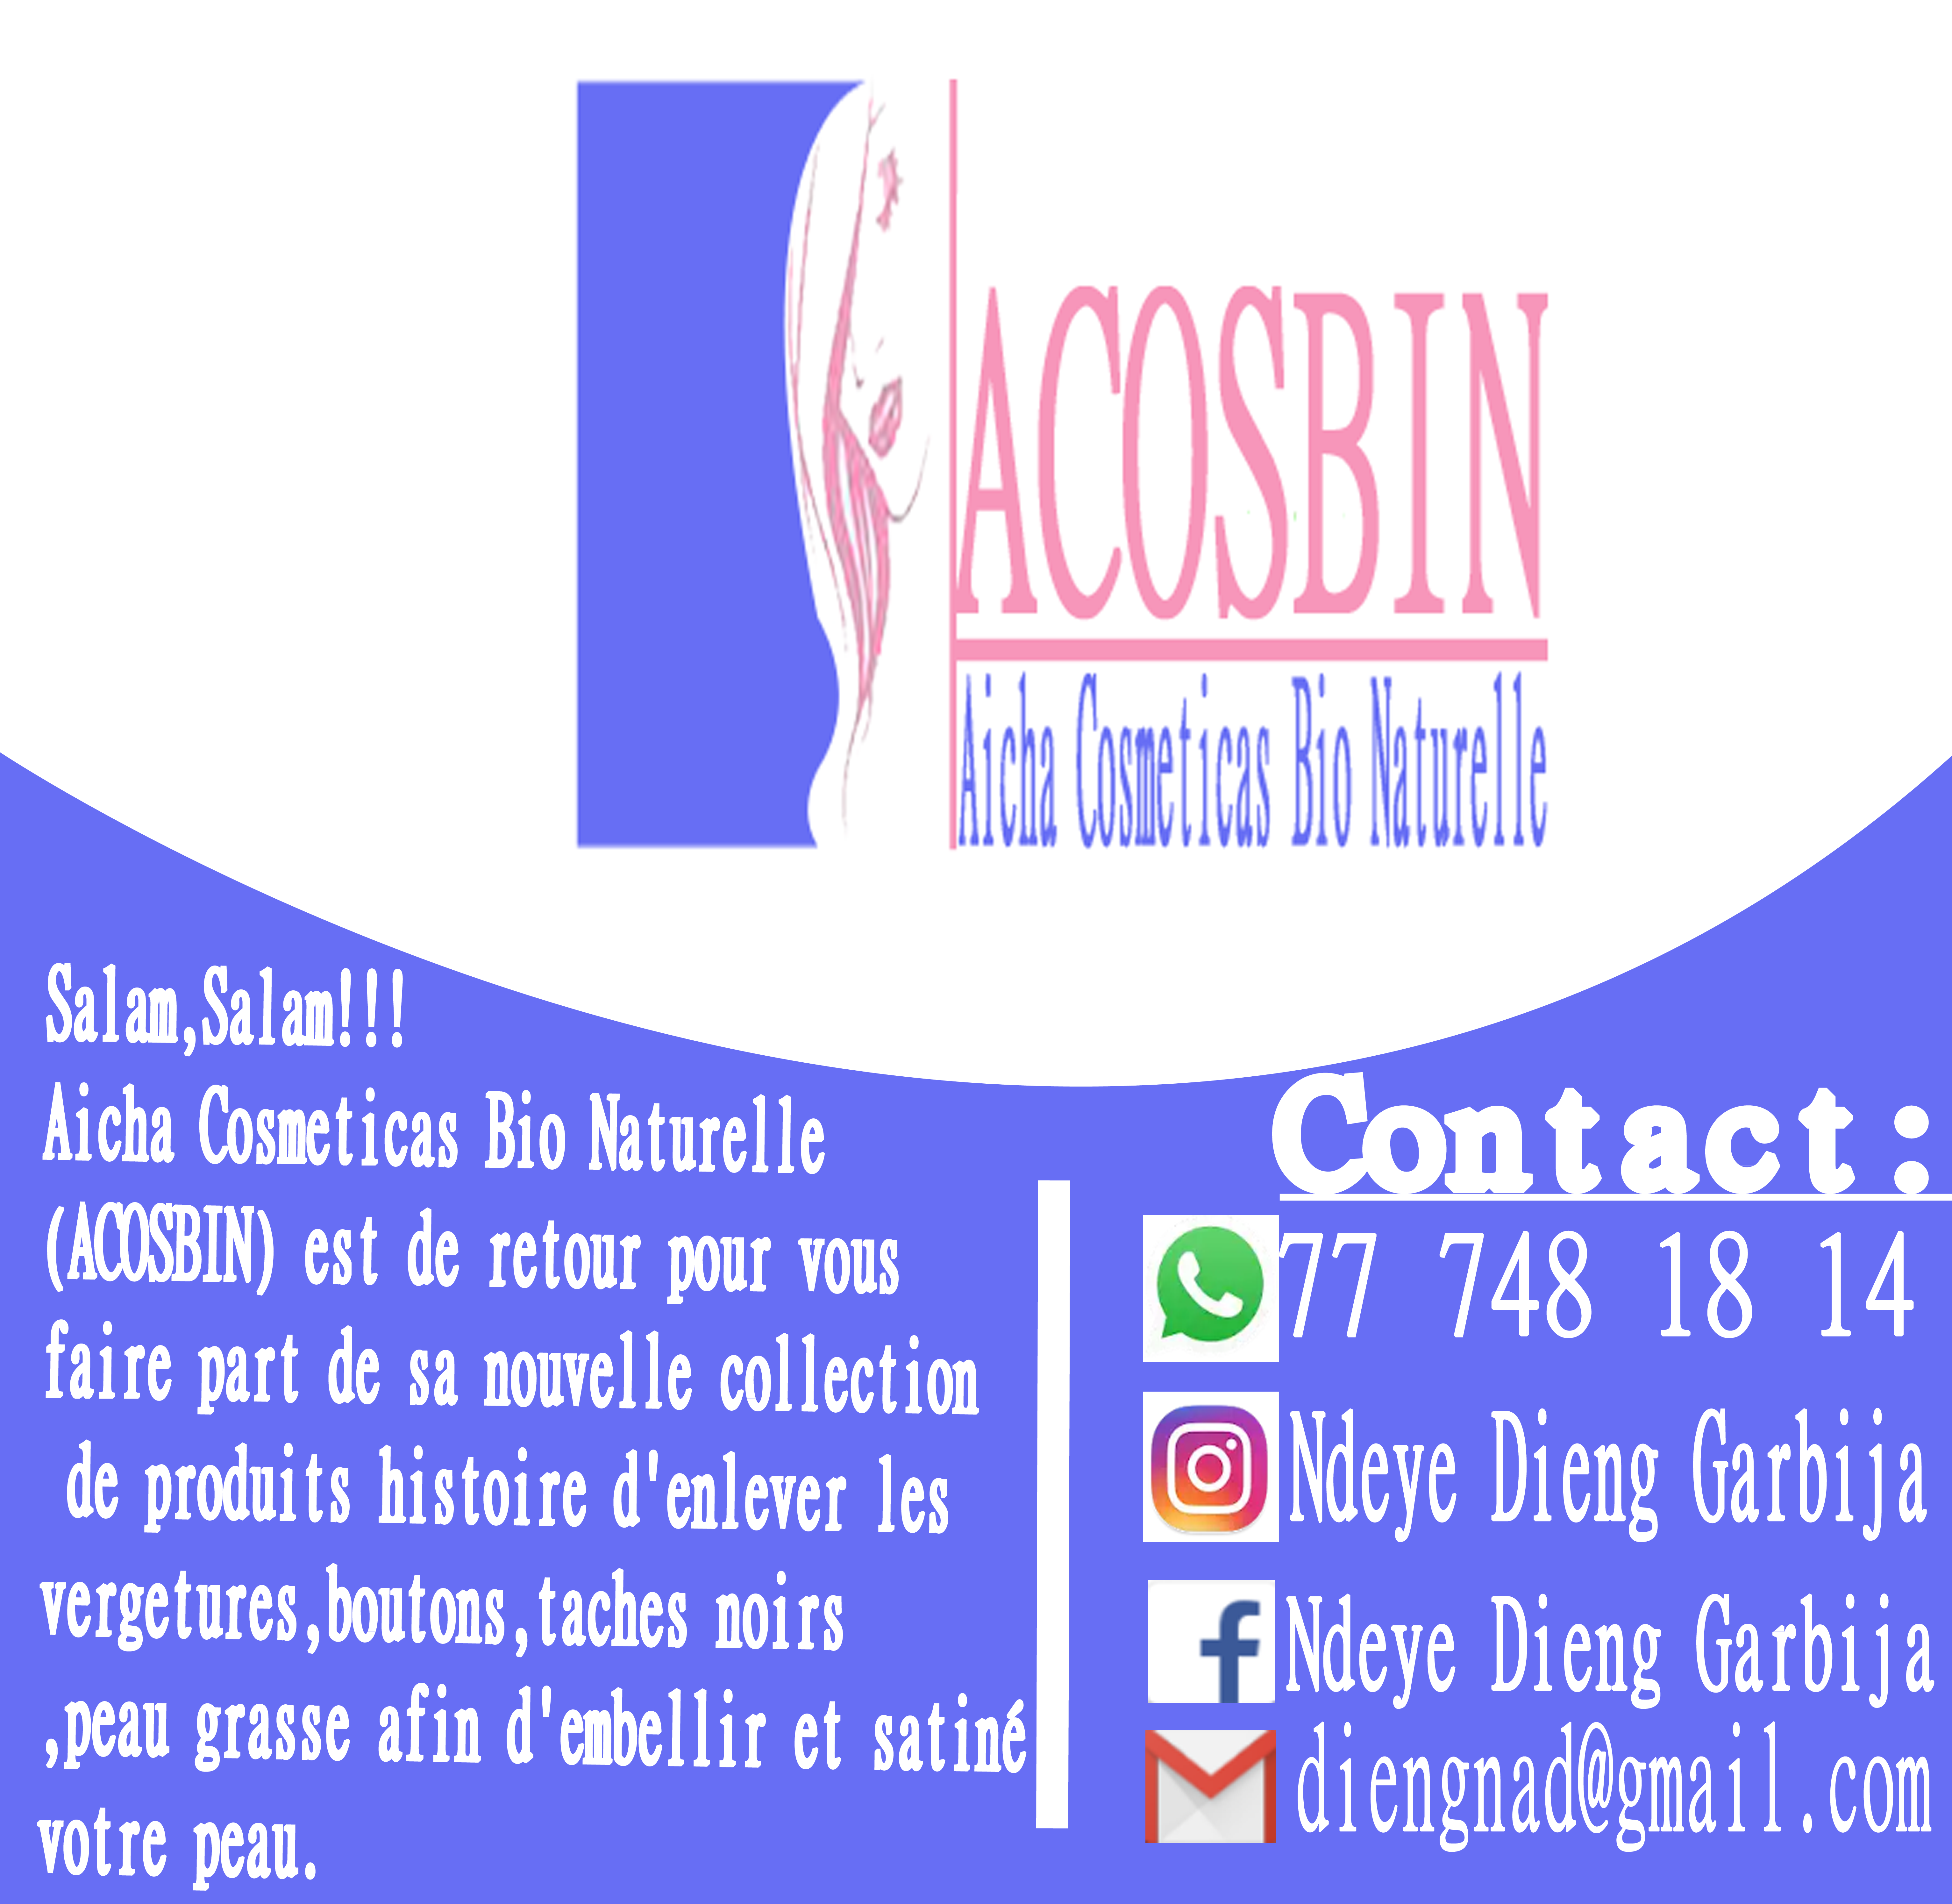 ACOSBIN
Aicha Cosmeticas Bio Naturelle
Salam,Salam!!!
Aicha Cosmeticas Bio Naturelle
(ACOSBIN) est de retour pour vous
faire part de sa nouvelle collection
de produits histoire d'enlever les
vergetures,boutons,taches noirs
,peau grasse afin d'embellir et satiné
votre peau.
Contact:
77 748 18 14
Ndeye Dieng Garbija
Ndeye Dieng Garbija
diengnad@gmail.com